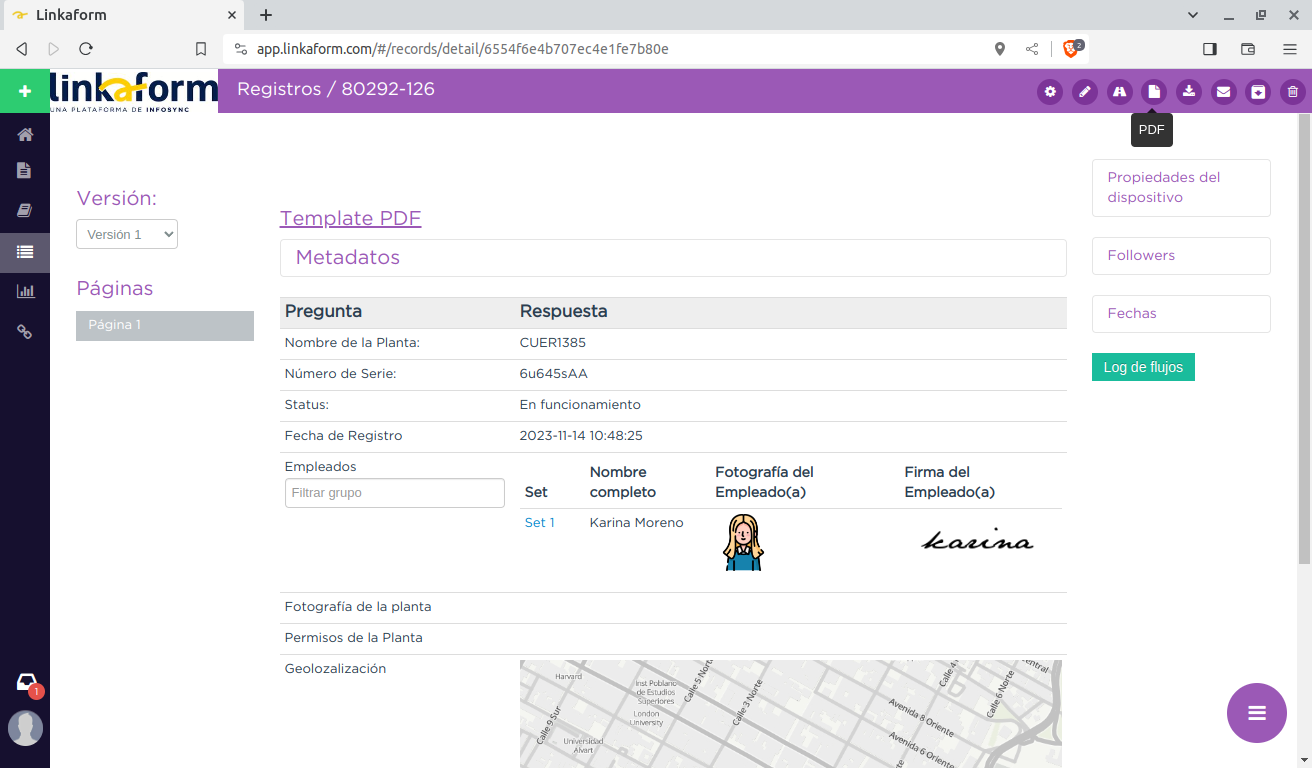 Linkaform
app.linkaform.com/#/records/detail/6554f6e4b707ec4e1fe7b80e
2
linkaform
UNA PLATAFORMA DE INFOSYNC
Registros / 80292-126
PDF
Versión:
Versión 1
Páginas
Página 1
Template PDF
Metadatos
Pregunta Respuesta
Nombre de la Planta: CUER1385
Número de Serie: 6u645sAA
Status: En funcionamiento
Fecha de Registro 2023-11-14 10:48:25
Empleados
Filtrar grupo
Set Nombre completo Fotografía del Empleado(a) Firma del Empleado(a)
Set 1 Karina Moreno karina
Fotografía de la planta
Permisos de la Planta
Geolozalización
Harvard
Inst Poblano
de Estudios
Superiores
London
University
Universidad
Alvart
Calle 9 Sur
Calle 5 Norte
Calle 3 Norte
Calle 4
Calle 6 Norte
Central
Avenida 8 Oriente
Avenida 6 Oriente
Propiedades del
dispositivo
Followers
Fechas
Log de flujos
1